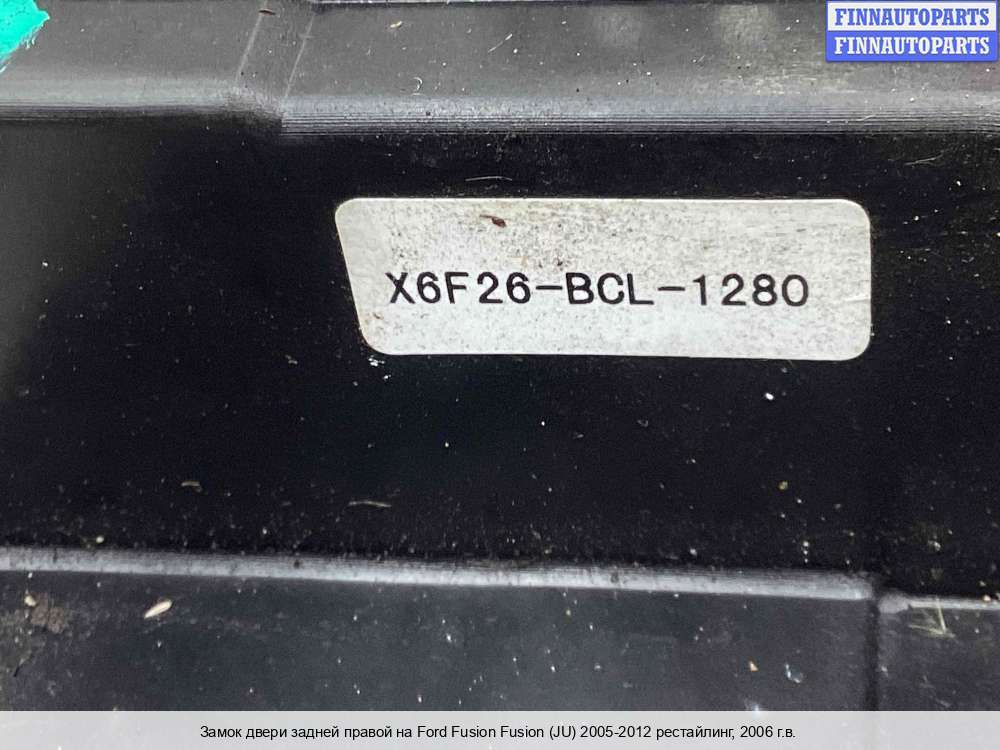 FINNAUTOPARTS
FINNAUTOPARTS
X6F26-BCL-1280
Замок двери задней правой на Ford Fusion Fusion (JU) 2005-2012 рестайлинг, 2006 г.в.